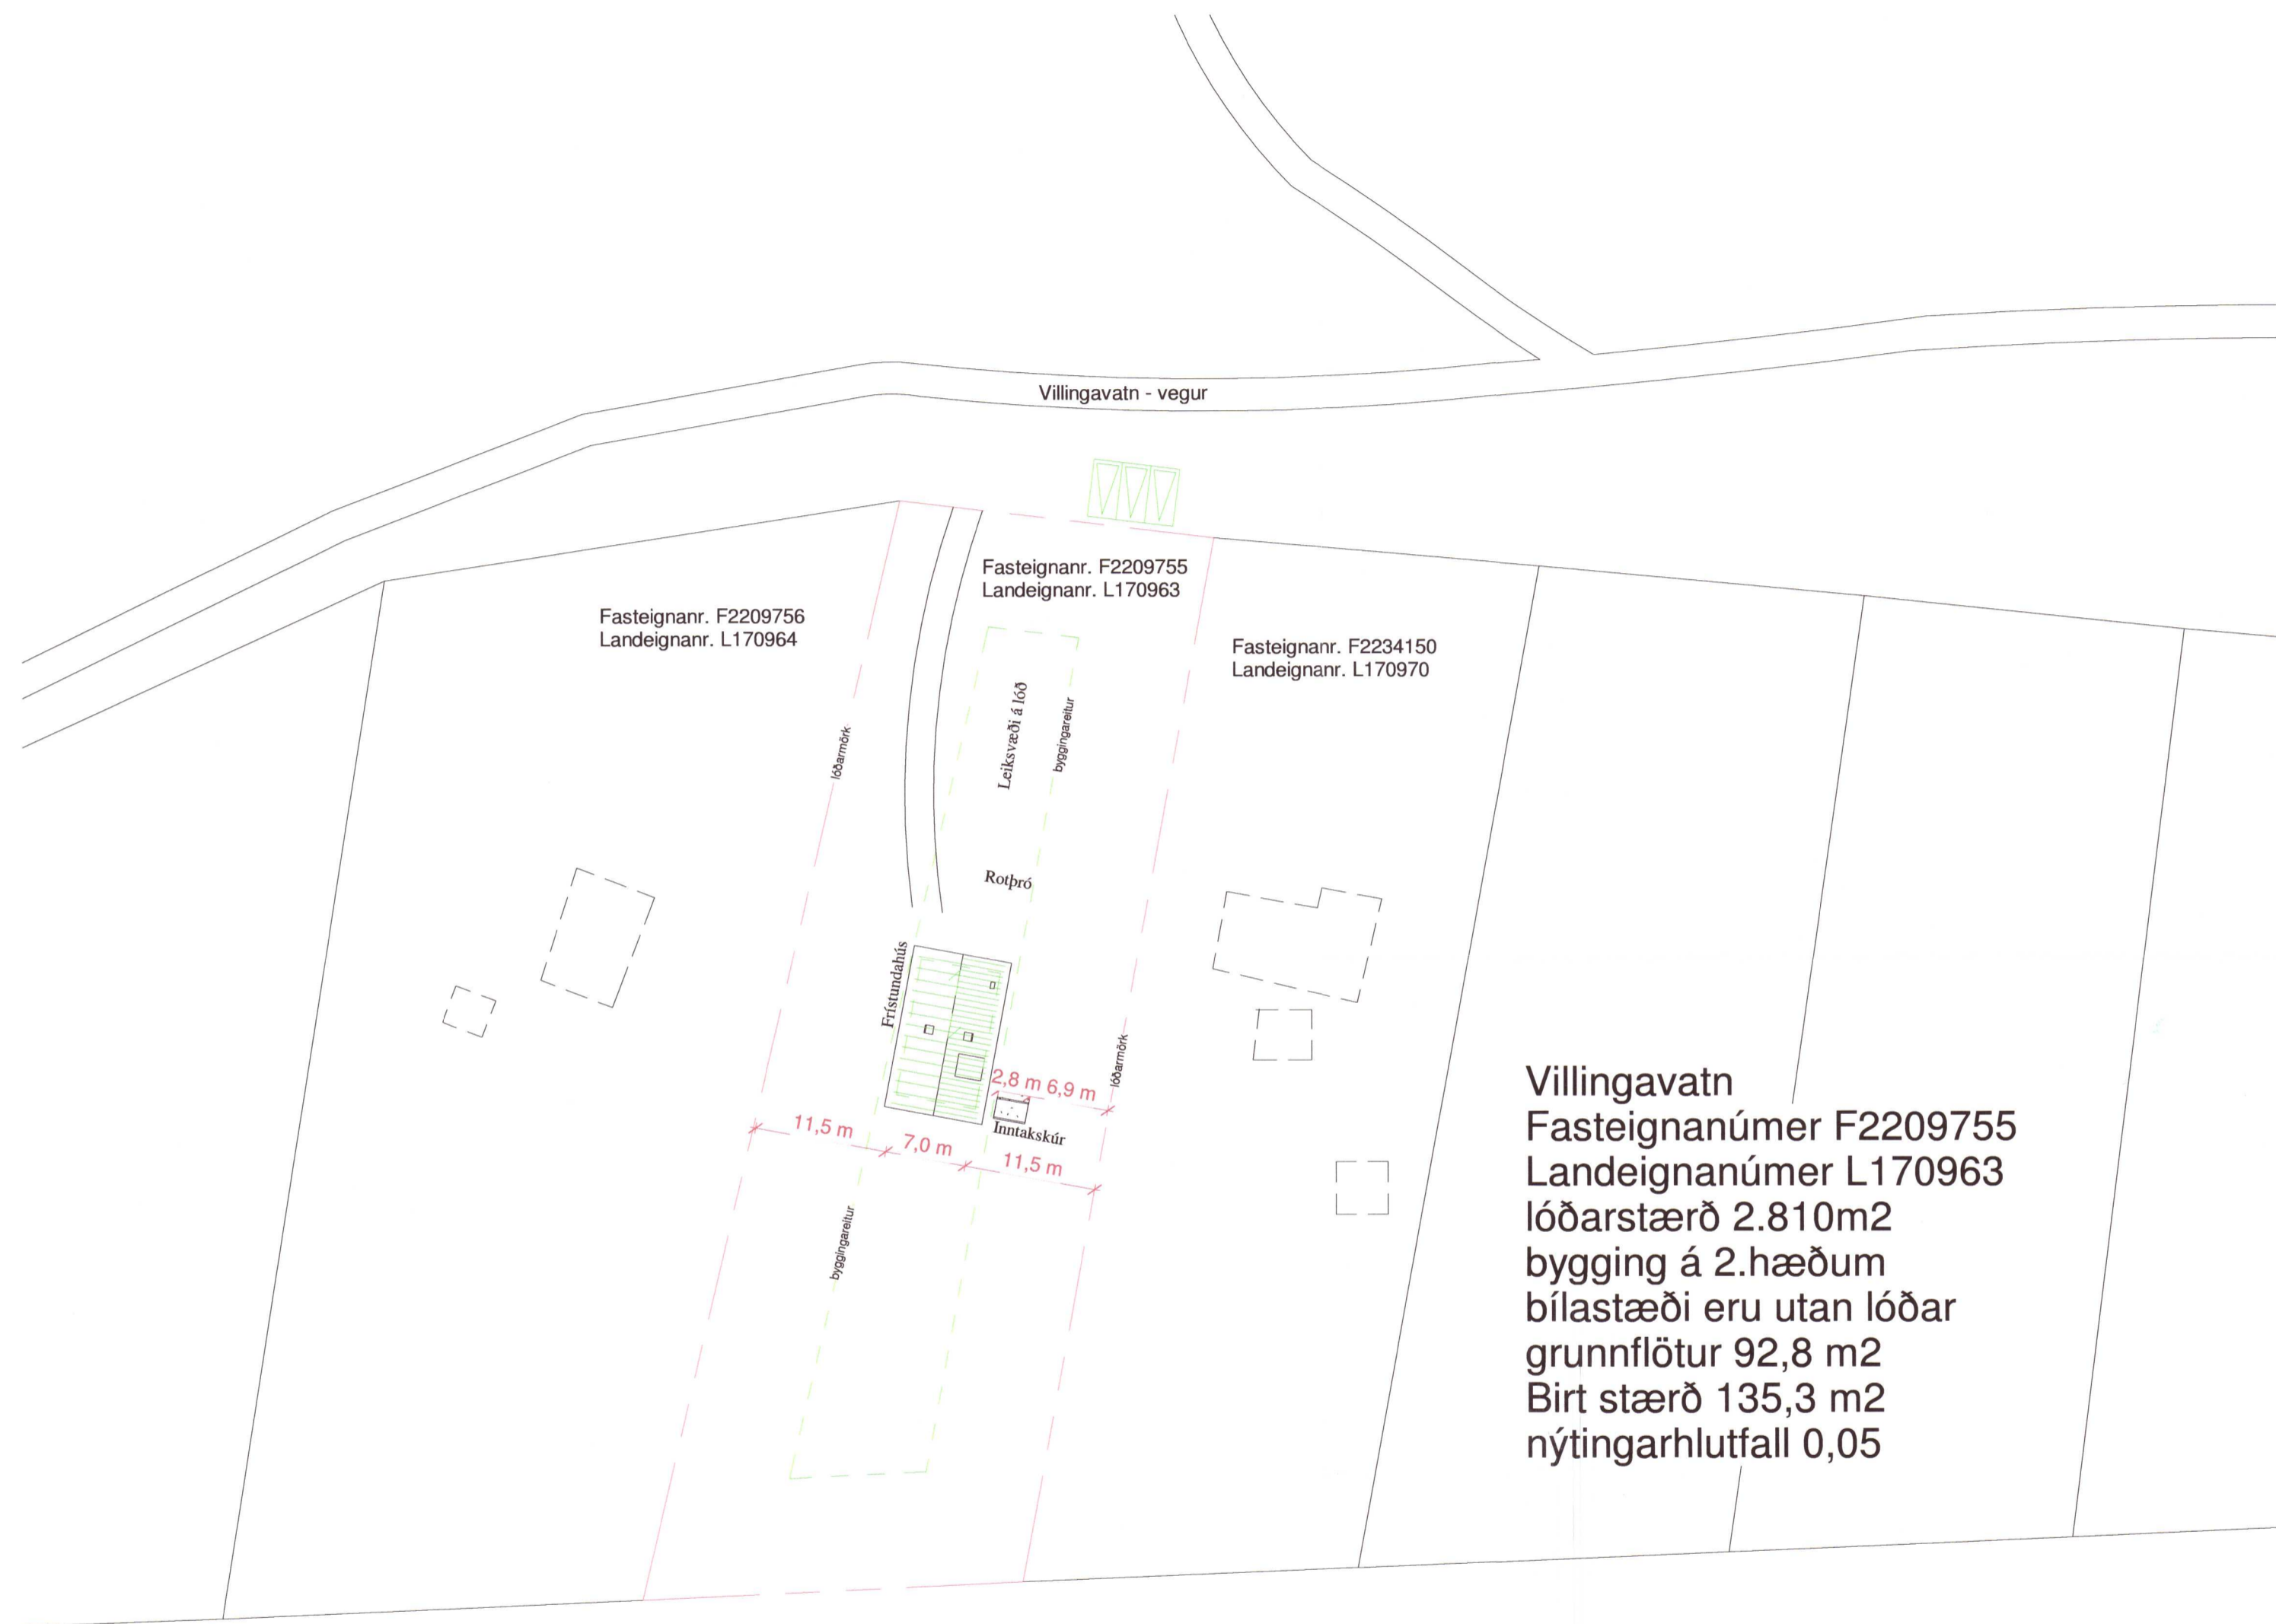 Villingavatn - vegur
Fasteignanr. F2209755
Landeignanr. L170963
Fasteignanr. F2209756
Landeignanr. L170964
Fasteignanr. F2234150
Landeignanr. L170970
lóðarmörk
Leiksvæði á lóð
byggingareitur
Rotþró
Frístundahús
lóðarmörk
2,8 m 6,9 m
Inntakskúr
11,5 m
7,0 m
11,5 m
byggingareitur
Villingavatn
Fasteignanúmer F2209755
Landeignanúmer L170963
lóðarstærð 2.810m2
bygging á 2.hæðum
bílastæði eru utan lóðar
grunnflötur 92,8 m2
Birt stærð 135,3 m2
nýtingarhlutfall 0,05